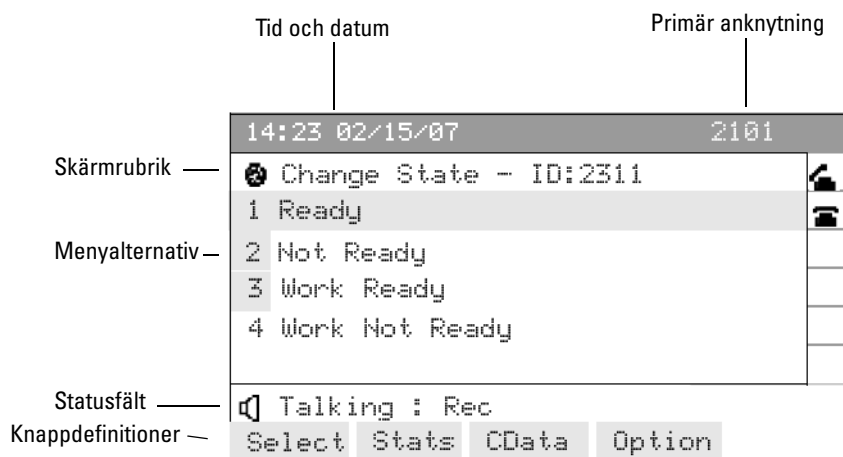 Tid och datum
Primär anknytning
14:23 02/15/07 2101
Skärmrubrik
Change State - ID:2311
1 Ready
Menyalternativ
2 Not Ready
3 Work Ready
4 Work Not Ready
Statusfält
Talking : Rec
Knappdefinitioner
Select Stats CData Option